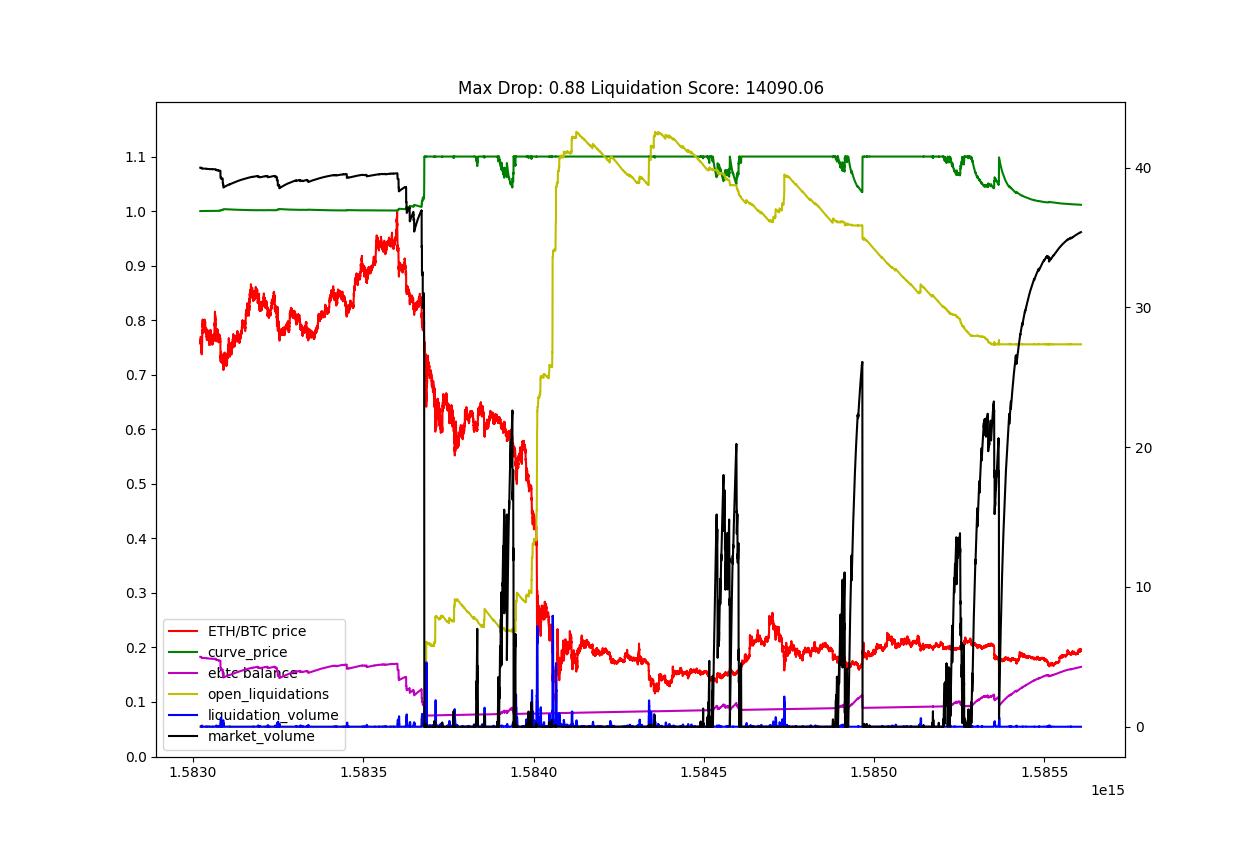 Max Drop: 0.88 Liquidation Score: 14090.06
1.1
1.0
0.9
0.8
0.7
0.6
0.5
0.4
0.3
0.2
0.1
0.0
40
30
20
10
0
ETH/BTC price
curve_price
ebtc balance
open_liquidations
liquidation_volume
market_volume
1.5830 1.5835 1.5840 1.5845 1.5850 1.5855
1e15